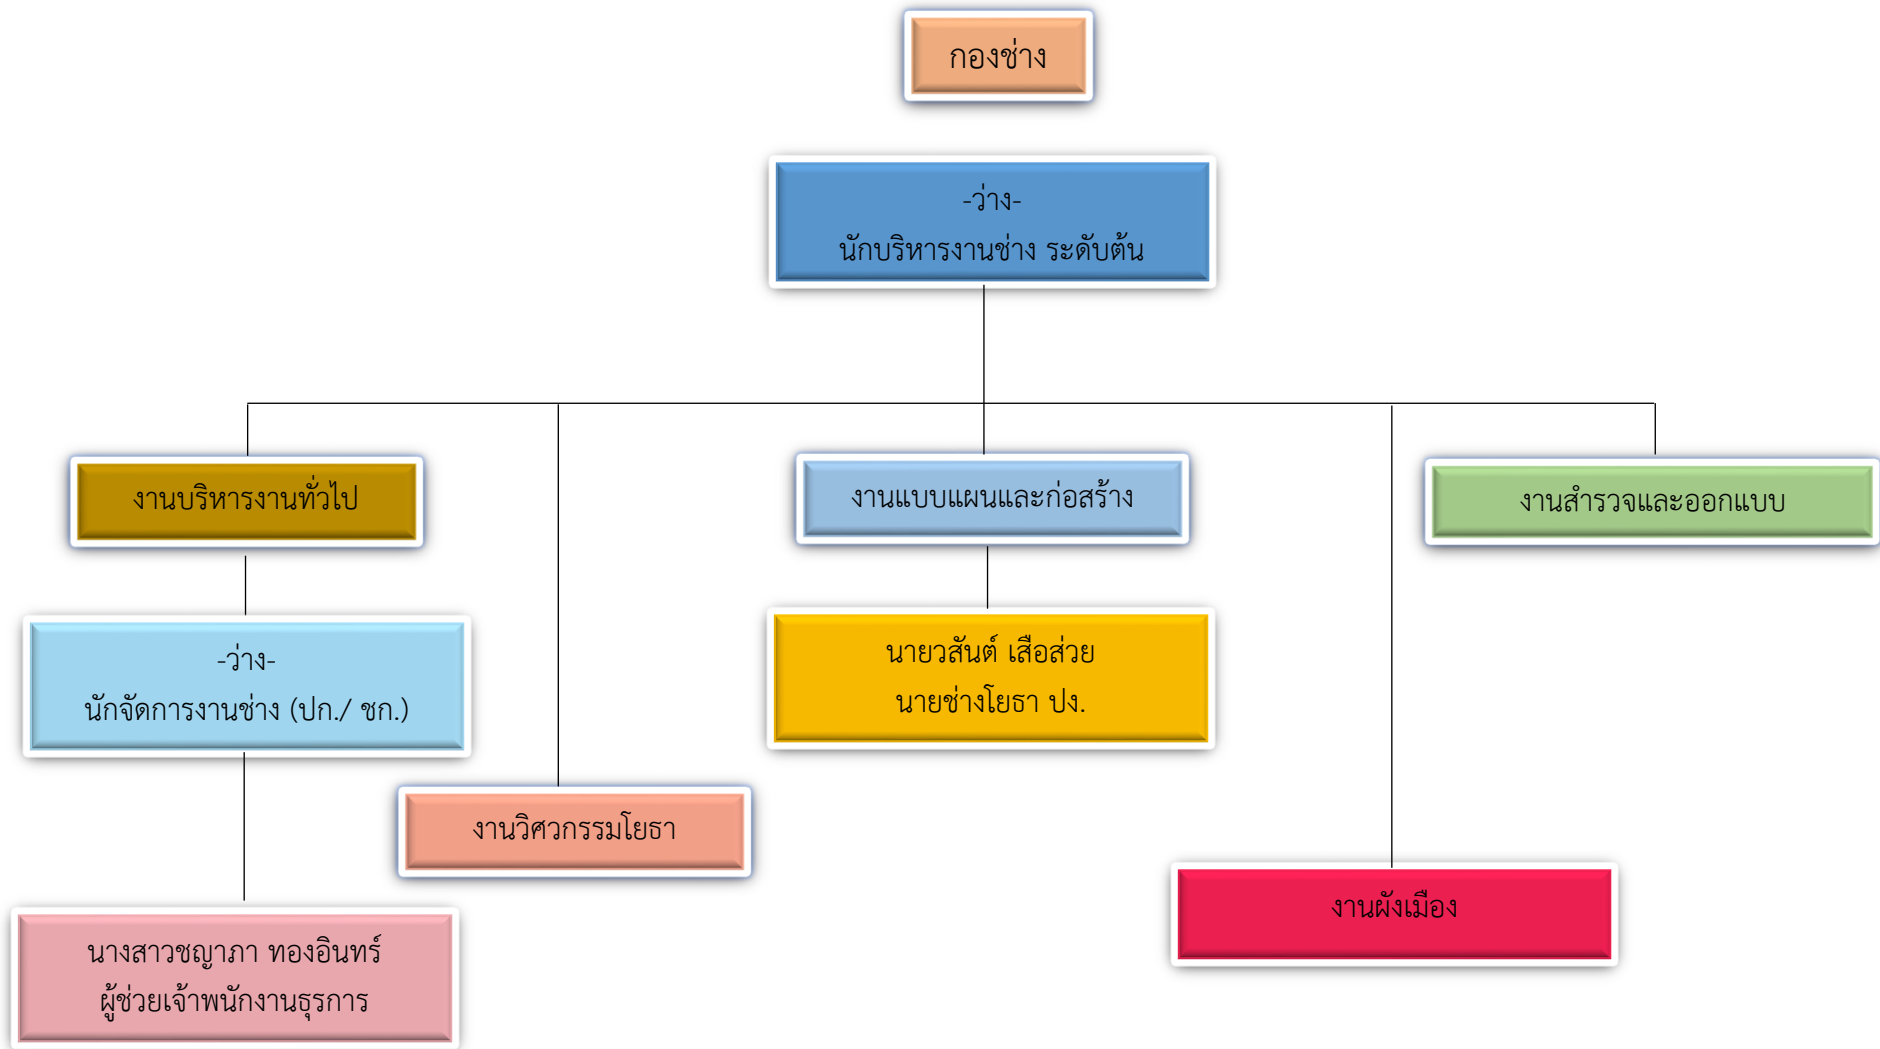 กองช่าง
-ว่าง-
นักบริหารงานช่าง ระดับต้น
งานบริหารงานทั่วไป
งานแบบแผนและก่อสร้าง
งานสำรวจและออกแบบ
-ว่าง-
นักจัดการงานช่าง (ปก./ ชก.)
นายวสันต์ เสือส่วย
นายช่างโยธา ปง.
งานวิศวกรรมโยธา
งานผังเมือง
นางสาวชญาภา ทองอินทร์
ผู้ช่วยเจ้าพนักงานธุรการ